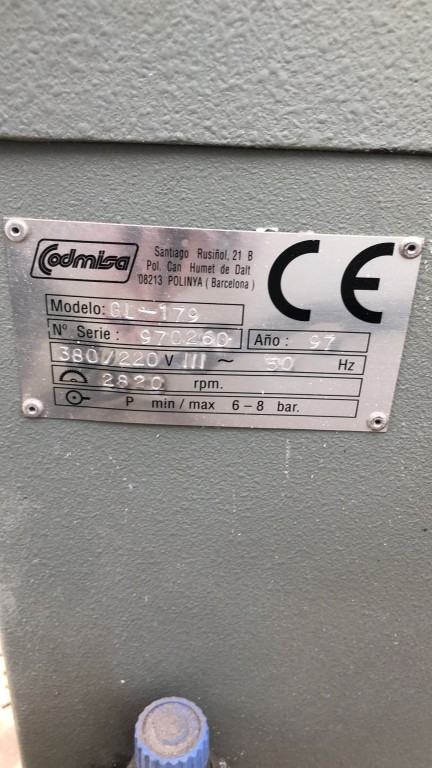 Codmisa
Santiago Rusiñol, 21 B
Pol. Can Humet de Dalt
08213 POLINYA (Barcelona)
CE
Modelo: GL-179
Nº Serie: 970260 Año: 97
380/220 V III ~ 50 Hz
2820 rpm.
P min/max 6-8 bar.